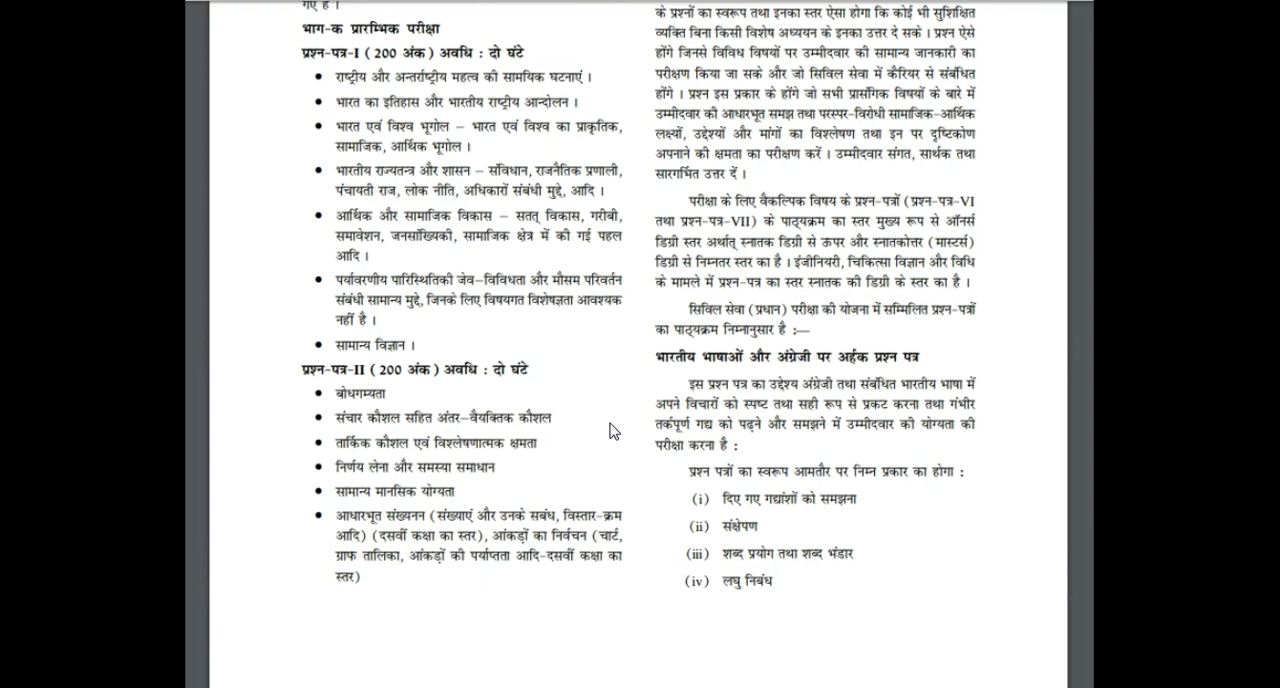 गए है ।
भाग-क प्रारम्भिक परीक्षा
प्रश्न-पत्र-I ( 200 अंक ) अवधि : दो घंटे
● राष्ट्रीय और अन्तर्राष्ट्रीय महत्व की सामयिक घटनाएं ।
● भारत का इतिहास और भारतीय राष्ट्रीय आन्दोलन ।
● भारत एवं विश्व भूगोल – भारत एवं विश्व का प्राकृतिक,
सामाजिक, आर्थिक भूगोल ।
● भारतीय राज्यतन्त्र और शासन – संविधान, राजनैतिक प्रणाली,
पंचायती राज, लोक नीति, अधिकारों संबंधी मुद्दे, आदि ।
● आर्थिक और सामाजिक विकास – सतत् विकास, गरीबी,
समावेशन, जनसांख्यिकी, सामाजिक क्षेत्र में की गई पहल
आदि ।
● पर्यावरणीय पारिस्थितिकी जेव–विविधता और मौसम परिवर्तन
संबंधी सामान्य मुद्दे, जिनके लिए विषयगत विशेषज्ञता आवश्यक
नहीं है ।
● सामान्य विज्ञान ।
प्रश्न-पत्र-II ( 200 अंक ) अवधि : दो घंटे
● बोधगम्यता
● संचार कौशल सहित अंतर–वैयक्तिक कौशल
● तार्किक कौशल एवं विश्लेषणात्मक क्षमता
● निर्णय लेना और समस्या समाधान
● सामान्य मानसिक योग्यता
● आधारभूत संख्यनन (संख्याएं और उनके सबंध, विस्तार–क्रम
आदि) (दसवीं कक्षा का स्तर), आंकड़ों का निर्वचन (चार्ट,
ग्राफ तालिका, आंकड़ों की पर्याप्तता आदि–दसवीं कक्षा का
स्तर)
के प्रश्नों का स्वरूप तथा इनका स्तर ऐसा होगा कि कोई भी सुशिक्षित
व्यक्ति बिना किसी विशेष अध्ययन के इनका उत्तर दे सके । प्रश्न ऐसे
होंगे जिनसे विविध विषयों पर उम्मीदवार की सामान्य जानकारी का
परीक्षण किया जा सके और जो सिविल सेवा में कैरियर से संबंधित
होंगे । प्रश्न इस प्रकार के होंगे जो सभी प्रासंगिक विषयों के बारे में
उम्मीदवार की आधारभूत समझ तथा परस्पर–विरोधी सामाजिक–आर्थिक
लक्ष्यों, उद्देश्यों और मांगों का विश्लेषण तथा इन पर दृष्टिकोण
अपनाने की क्षमता का परीक्षण करें । उम्मीदवार संगत, सार्थक तथा
सारगर्भित उत्तर दें ।
परीक्षा के लिए वैकल्पिक विषय के प्रश्न-पत्रों (प्रश्न-पत्र-VI
तथा प्रश्न-पत्र-VII) के पाठ्यक्रम का स्तर मुख्य रूप से ऑनर्स
डिग्री स्तर अर्थात् स्नातक डिग्री से ऊपर और स्नातकोत्तर (मास्टर्स)
डिग्री से निम्नतर स्तर का है । इंजीनियरी, चिकित्सा विज्ञान और विधि
के मामले में प्रश्न-पत्र का स्तर स्नातक की डिग्री के स्तर का है ।
सिविल सेवा (प्रधान) परीक्षा की योजना में सम्मिलित प्रश्न-पत्रों
का पाठ्यक्रम निम्नानुसार है :—
भारतीय भाषाओं और अंग्रेजी पर अर्हक प्रश्न पत्र
इस प्रश्न पत्र का उद्देश्य अंग्रेजी तथा संबंधित भारतीय भाषा में
अपने विचारों को स्पष्ट तथा सही रूप से प्रकट करना तथा गंभीर
तर्कपूर्ण गद्य को पढ़ने और समझने में उम्मीदवार की योग्यता की
परीक्षा करना है :
प्रश्न पत्रों का स्वरूप आमतौर पर निम्न प्रकार का होगा :
(i) दिए गए गद्यांशों को समझना
(ii) संक्षेपण
(iii) शब्द प्रयोग तथा शब्द भंडार
(iv) लघु निबंध